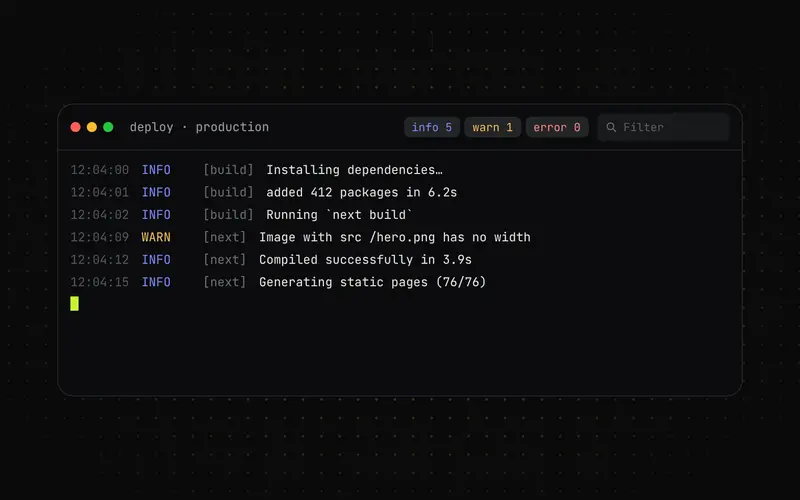 deploy · production
info 5 warn 1 error 0 Filter
12:04:00 INFO [build] Installing dependencies…
12:04:01 INFO [build] added 412 packages in 6.2s
12:04:02 INFO [build] Running `next build`
12:04:09 WARN [next] Image with src /hero.png has no width
12:04:12 INFO [next] Compiled successfully in 3.9s
12:04:15 INFO [next] Generating static pages (76/76)